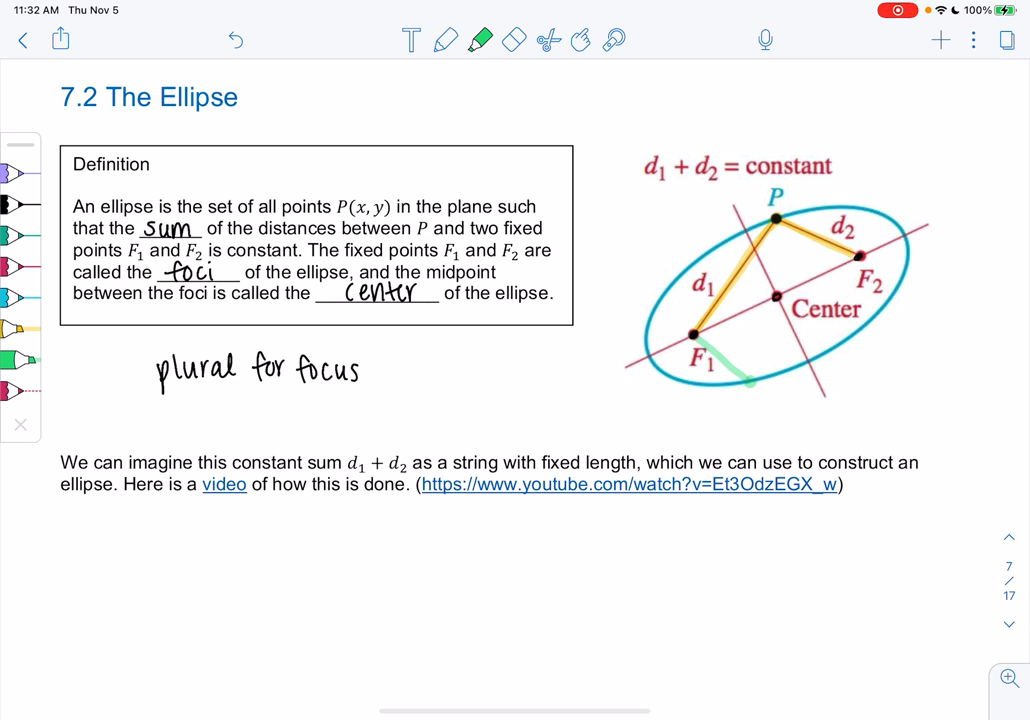 11:32 AM Thu Nov 5
100%
T
7.2 The Ellipse
Definition
An ellipse is the set of all points P(x, y) in the plane such
that the sum of the distances between P and two fixed
points F₁ and F₂ is constant. The fixed points F₁ and F₂ are
called the foci of the ellipse, and the midpoint
between the foci is called the center of the ellipse.
plural for focus
d₁ + d₂ = constant
P
d₂
d₁
F₂
Center
F₁
We can imagine this constant sum d₁ + d₂ as a string with fixed length, which we can use to construct an
ellipse. Here is a video of how this is done. (https://www.youtube.com/watch?v=Et3OdzEGX_w)
7
/
17